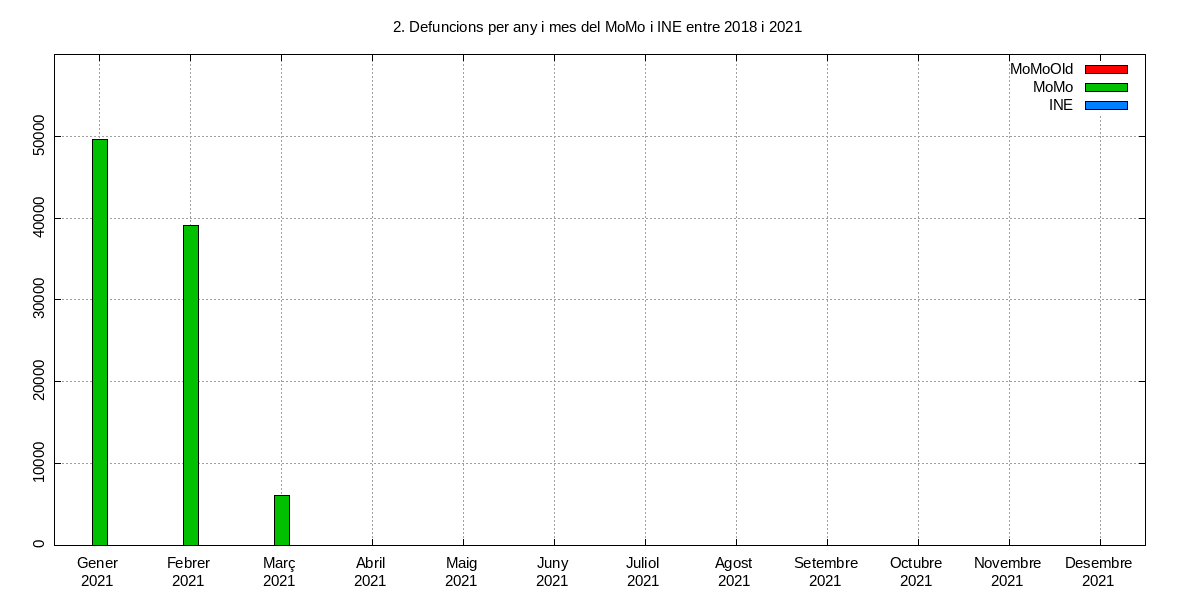 2. Defuncions per any i mes del MoMo i INE entre 2018 i 2021
MoMoOld
MoMo
INE
50000
40000
30000
20000
10000
0
Gener Febrer Març Abril Maig Juny Juliol Agost Setembre Octubre Novembre Desembre
2021 2021 2021 2021 2021 2021 2021 2021 2021 2021 2021 2021